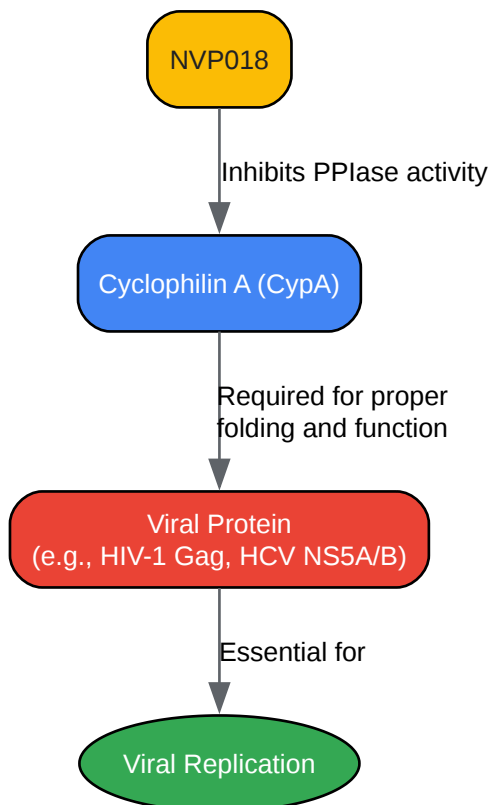 NVP018
Inhibits PPIase activity
Cyclophilin A (CypA)
Required for proper
folding and function
Viral Protein
(e.g., HIV-1 Gag, HCV NS5A/B)
Essential for
Viral Replication